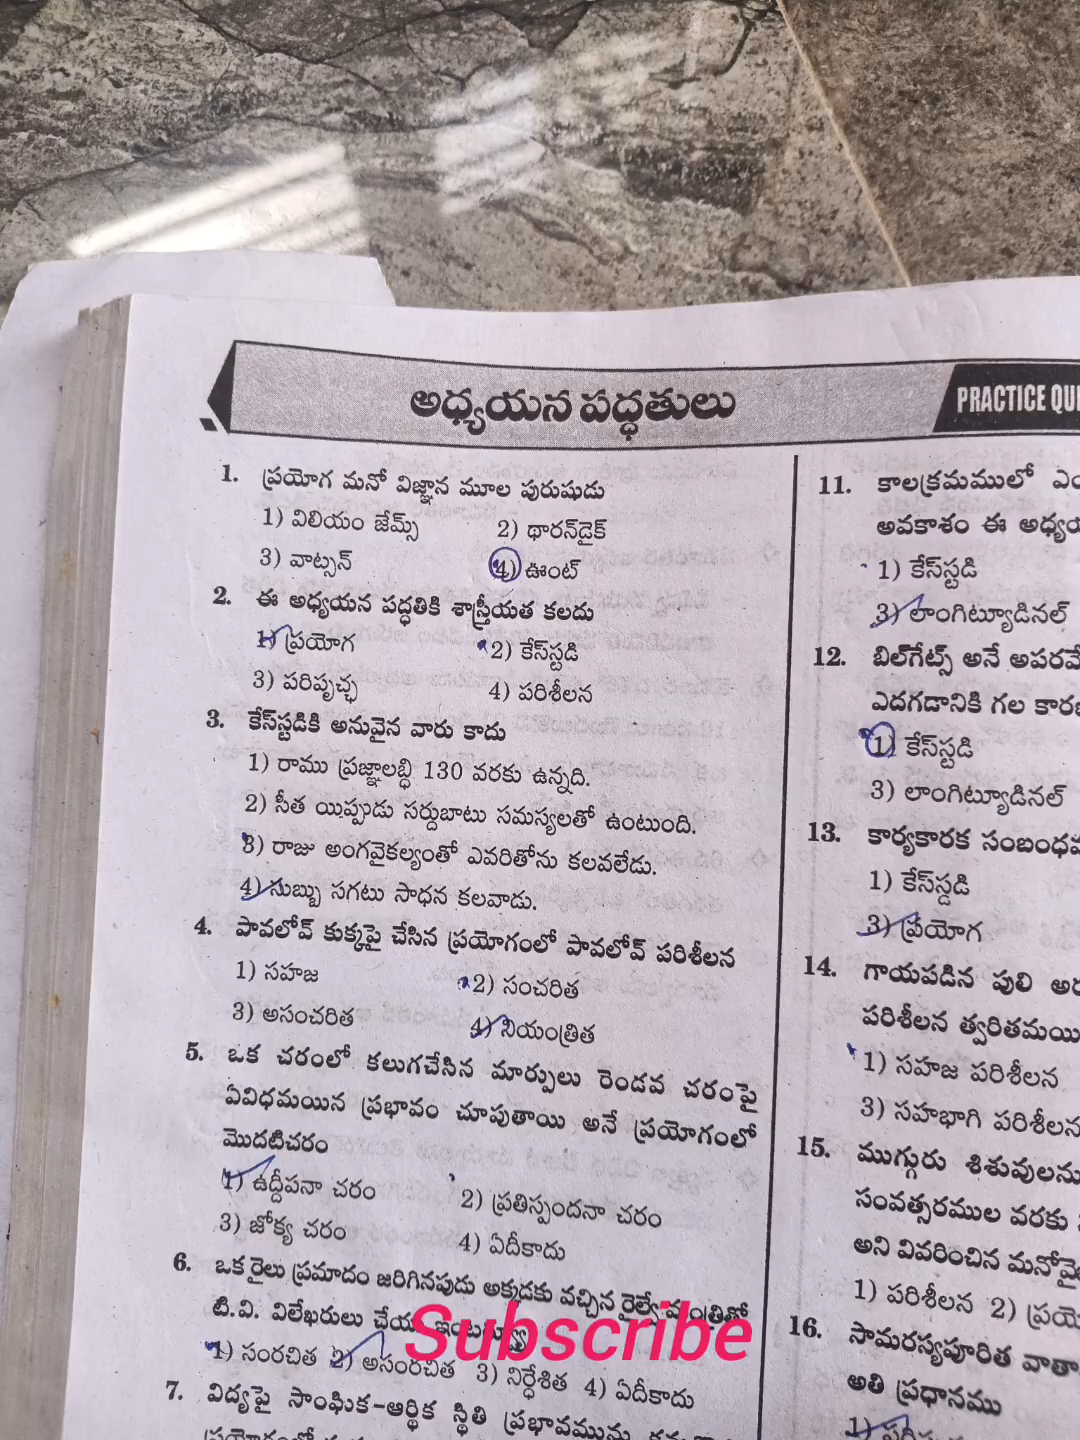 అధ్యయన పద్ధతులు
PRACTICE
1. ప్రయోగ మనో విజ్ఞాన మూల పురుషుడు
1) విలియం జేమ్స్ 2) థారన్‌డైక్
3) వాట్సన్ 4) ఊంట్
2. ఈ అధ్యయన పద్ధతికి శాస్త్రీయత కలదు
1) ప్రయోగ 2) కేస్‌స్టడి
3) పరిపృచ్ఛ 4) పరిశీలన
3. కేస్‌స్టడికి అనువైన వారు కాదు
1) రాము ప్రజ్ఞాలబ్ధి 130 వరకు ఉన్నది.
2) సీత యిప్పుడు సర్దుబాటు సమస్యలతో ఉంటుంది.
3) రాజు అంగవైకల్యంతో ఎవరితోను కలవలేడు.
4) సుబ్బు సగటు సాధన కలవాడు.
4. పావలోవ్ కుక్కపై చేసిన ప్రయోగంలో పావలోవ్ పరిశీలన
1) సహజ 2) సంచరిత
3) అసంచరిత 4) నియంత్రిత
5. ఒక చరంలో కలుగచేసిన మార్పులు రెండవ చరంపై
ఏవిధమయిన ప్రభావం చూపుతాయి అనే ప్రయోగంలో
మొదటిచరం
1) ఉద్దీపనా చరం 2) ప్రతిస్పందనా చరం
3) జోక్య చరం 4) ఏదీకాదు
6. ఒక రైలు ప్రమాదం జరిగినపుడు అక్కడకు వచ్చిన రైల్వే మంత్రితో
టి.వి. విలేఖరులు
Subscribe
1) సంరచిత 2) అసంరచిత 3) నిర్ధేశిత 4) ఏదీకాదు
7. విద్యపై సాంఘిక-ఆర్థిక స్థితి ప్రభావమును
11. కాలక్రమములో
అవకాశం ఈ
1) కేస్‌స్టడి
3) లాంగిట్యూడినల్
12. బిల్‌గేట్స్ అనే
ఎదగడానికి గల
1) కేస్‌స్టడి
3) లాంగిట్యూడినల్
13. కార్యకారక
1) కేస్‌స్టడి
3) ప్రయోగ
14. గాయపడిన పులి
పరిశీలన
1) సహజ పరిశీలన
3) సహభాగి పరిశీలన
15. ముగ్గురు శిశువులను
సంవత్సరముల వరకు
అని వివరించిన
1) పరిశీలన 2)
16. సామరస్యపూరిత
అతి ప్రధానము
1)